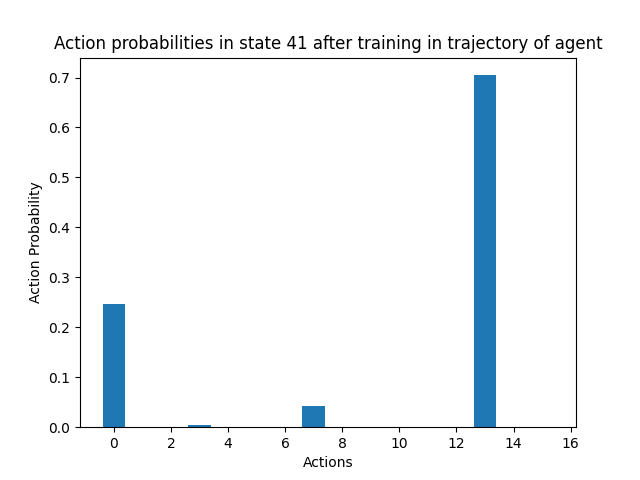 Action probabilities in state 41 after training in trajectory of agent
0.7
0.6
0.5
0.4
0.3
0.2
0.1
0.0
Action Probability
0 2 4 6 8 10 12 14 16
Actions